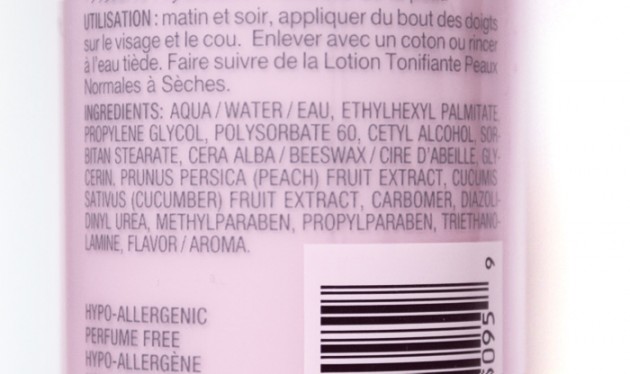 UTILISATION : matin et soir, appliquer du bout des doigts
sur le visage et le cou. Enlever avec un coton ou rincer
à l'eau tiède. Faire suivre de la Lotion Tonifiante Peaux
Normales à Sèches.
INGREDIENTS: AQUA / WATER / EAU, ETHYLHEXYL PALMITATE,
PROPYLENE GLYCOL, POLYSORBATE 60, CETYL ALCOHOL, SOR-
BITAN STEARATE, CERA ALBA / BEESWAX / CIRE D'ABEILLE, GLY-
CERIN, PRUNUS PERSICA (PEACH) FRUIT EXTRACT, CUCUMIS
SATIVUS (CUCUMBER) FRUIT EXTRACT, CARBOMER, DIAZOLI-
DINYL UREA, METHYLPARABEN, PROPYLPARABEN, TRIETHANO-
LAMINE, FLAVOR / AROMA.
HYPO-ALLERGENIC
PERFUME FREE
HYPO-ALLERGÈNE
5095 9